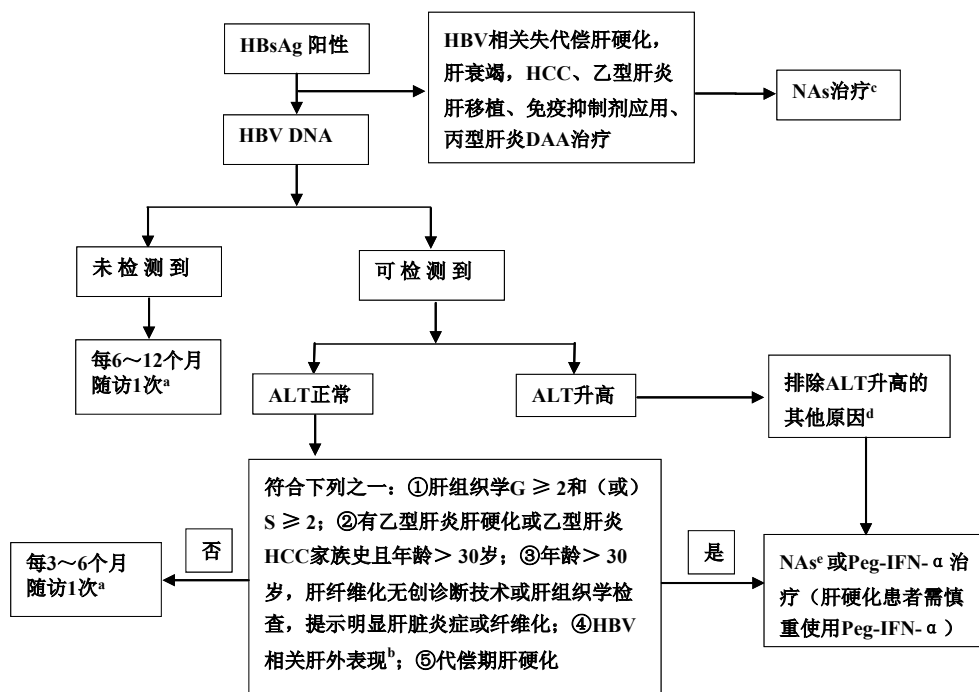 HBsAg 阳性
HBV相关失代偿肝硬化，
肝衰竭，HCC、乙型肝炎
肝移植、免疫抑制剂应用、
丙型肝炎DAA治疗
NAs治疗ᶜ
HBV DNA
未 检 测 到
可 检 测 到
每6～12个月
随访1次ᵃ
ALT正常
ALT升高
排除ALT升高的
其他原因ᵈ
符合下列之一：①肝组织学G ≥ 2和（或）
S ≥ 2；②有乙型肝炎肝硬化或乙型肝炎
HCC家族史且年龄＞30岁；③年龄＞30
岁，肝纤维化无创诊断技术或肝组织学检
查，提示明显肝脏炎症或纤维化；④HBV
相关肝外表现ᵇ；⑤代偿期肝硬化
否
是
每3～6个月
随访1次ᵃ
NAsᵉ 或Peg-IFN-α治
疗（肝硬化患者需慎
重使用Peg-IFN-α）